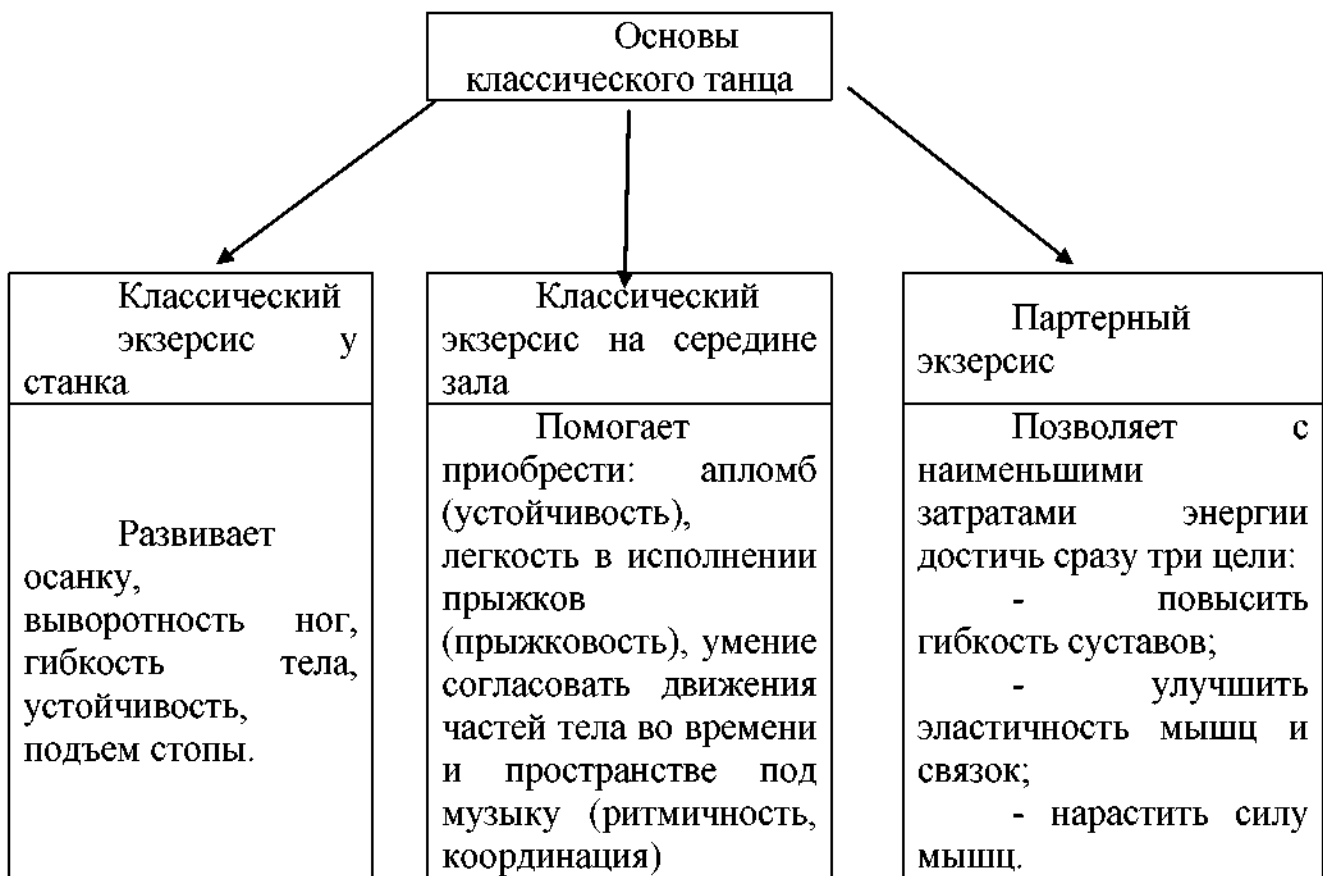 Основы
классического танца
Классический
экзерсис у
станка
Развивает
осанку,
выворотность ног,
гибкость тела,
устойчивость,
подъем стопы.
Классический
экзерсис на середине
зала
Помогает
приобрести: апломб
(устойчивость),
легкость в исполнении
прыжков
(прыжковость), умение
согласовать движения
частей тела во времени
и пространстве под
музыку (ритмичность,
координация)
Партерный
экзерсис
Позволяет с
наименьшими
затратами энергии
достичь сразу три цели:
- повысить
гибкость суставов;
- улучшить
эластичность мышц и
связок;
- нарастить силу
мышц.